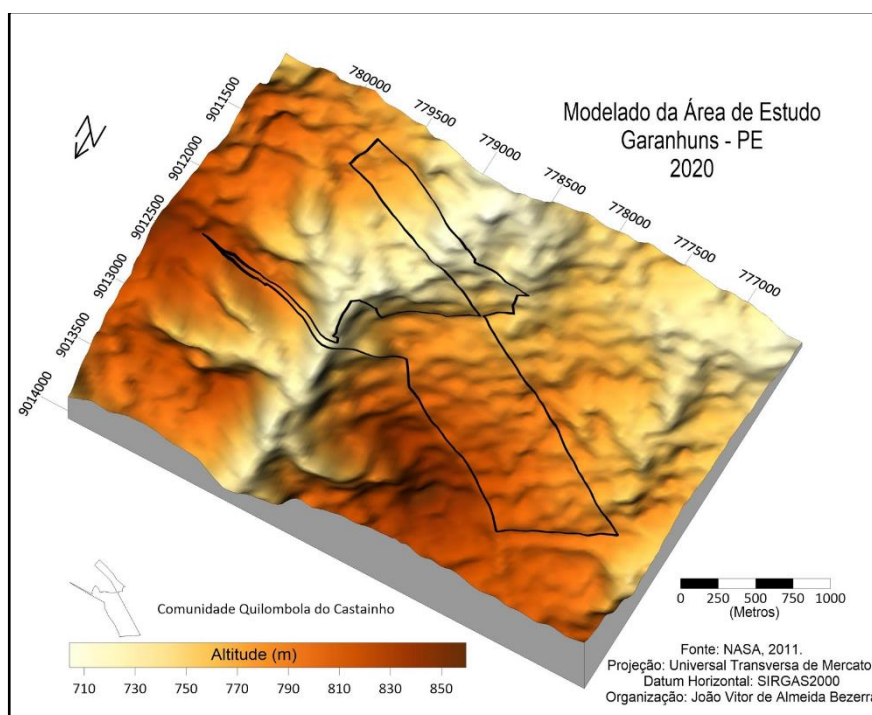 Modelado da Área de Estudo
Garanhuns - PE
2020
780000
779500
779000
778500
778000
777500
777000
9011500
9012000
9012500
9013000
9013500
9014000
Comunidade Quilombola do Castainho
Altitude (m)
710 730 750 770 790 810 830 850
0 250 500 750 1000
(Metros)
Fonte: NASA, 2011.
Projeção: Universal Transversa de Mercato
Datum Horizontal: SIRGAS2000
Organização: João Vitor de Almeida Bezerra